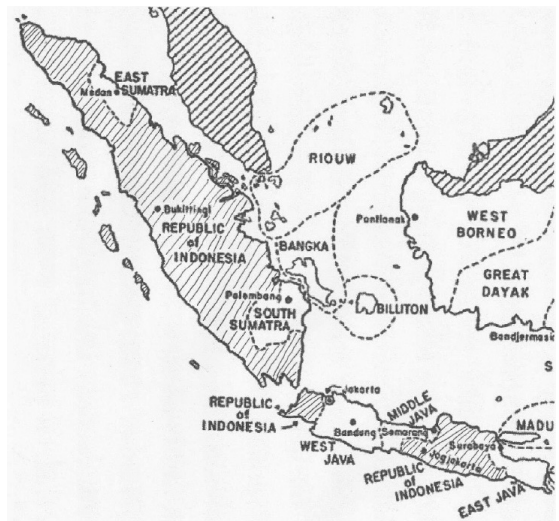 EAST
SUMATRA
Medan
RIOUW
Bukittingi
REPUBLIC
of
INDONESIA
Pontianak
WEST
BORNEO
BANGKA
GREAT
DAYAK
Palembang
SOUTH
SUMATRA
BILLITON
Bandjermasi
S
Jakarta
REPUBLIC
of
INDONESIA
MIDDLE
JAVA
MADU
Bandung
Semarang
Surabaya
WEST
JAVA
Jogjakarta
REPUBLIC
of
INDONESIA
EAST JAVA